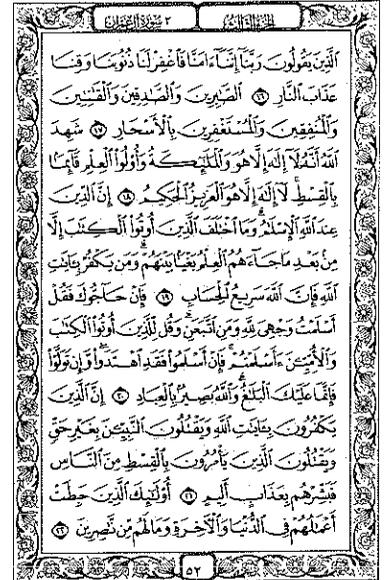 الجزء الثالث ٣ سورة آل عمران
ٱلَّذِينَ يَقُولُونَ رَبَّنَآ إِنَّنَآ ءَامَنَّا فَٱغْفِرْ لَنَا ذُنُوبَنَا وَقِنَا
عَذَابَ ٱلنَّارِ ١٦ ٱلصَّٰبِرِينَ وَٱلصَّٰدِقِينَ وَٱلْقَٰنِتِينَ
وَٱلْمُنفِقِينَ وَٱلْمُسْتَغْفِرِينَ بِٱلْأَسْحَارِ ١٧ شَهِدَ
ٱللَّهُ أَنَّهُۥ لَآ إِلَٰهَ إِلَّا هُوَ وَٱلْمَلَٰٓئِكَةُ وَأُو۟لُوا۟ ٱلْعِلْمِ قَآئِمًۢا
بِٱلْقِسْطِ لَآ إِلَٰهَ إِلَّا هُوَ ٱلْعَزِيزُ ٱلْحَكِيمُ ١٨ إِنَّ ٱلدِّينَ
عِندَ ٱللَّهِ ٱلْإِسْلَٰمُ وَمَا ٱخْتَلَفَ ٱلَّذِينَ أُوتُوا۟ ٱلْكِتَٰبَ إِلَّا
مِنۢ بَعْدِ مَا جَآءَهُمُ ٱلْعِلْمُ بَغْيًۢا بَيْنَهُمْ وَمَن يَكْفُرْ بِـَٔايَٰتِ
ٱللَّهِ فَإِنَّ ٱللَّهَ سَرِيعُ ٱلْحِسَابِ ١٩ فَإِنْ حَآجُّوكَ فَقُلْ
أَسْلَمْتُ وَجْهِىَ لِلَّهِ وَمَنِ ٱتَّبَعَنِ وَقُل لِّلَّذِينَ أُوتُوا۟ ٱلْكِتَٰبَ
وَٱلْأُمِّيِّـۧنَ ءَأَسْلَمْتُمْ فَإِنْ أَسْلَمُوا۟ فَقَدِ ٱهْتَدَوا۟ وَّإِن تَوَلَّوْا۟
فَإِنَّمَا عَلَيْكَ ٱلْبَلَٰغُ وَٱللَّهُ بَصِيرٌۢ بِٱلْعِبَادِ ٢٠ إِنَّ ٱلَّذِينَ
يَكْفُرُونَ بِـَٔايَٰتِ ٱللَّهِ وَيَقْتُلُونَ ٱلنَّبِيِّـۧنَ بِغَيْرِ حَقٍّ
وَيَقْتُلُونَ ٱلَّذِينَ يَأْمُرُونَ بِٱلْقِسْطِ مِنَ ٱلنَّاسِ
فَبَشِّرْهُم بِعَذَابٍ أَلِيمٍ ٢١ أُو۟لَٰٓئِكَ ٱلَّذِينَ حَبِطَتْ
أَعْمَٰلُهُمْ فِى ٱلدُّنْيَا وَٱلْءَاخِرَةِ وَمَا لَهُم مِّن نَّٰصِرِينَ ٢٢
٥٢